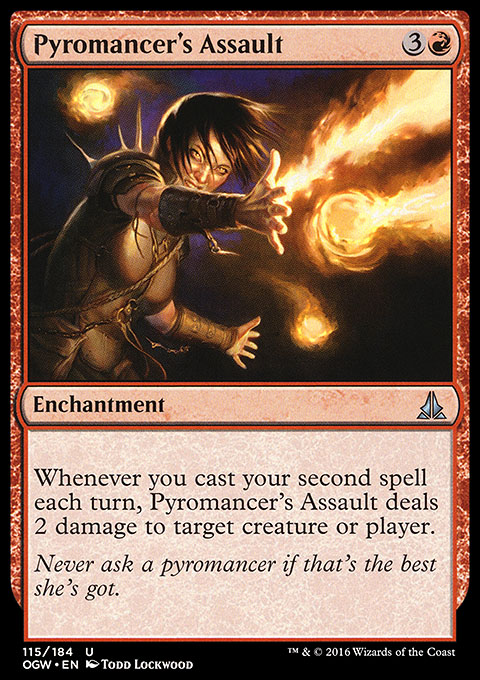 Pyromancer's Assault 3
Enchantment
Whenever you cast your second spell
each turn, Pyromancer's Assault deals
2 damage to target creature or player.
Never ask a pyromancer if that's the best
she's got.
115/184 U
OGW • EN Todd Lockwood
™ & © 2016 Wizards of the Coast